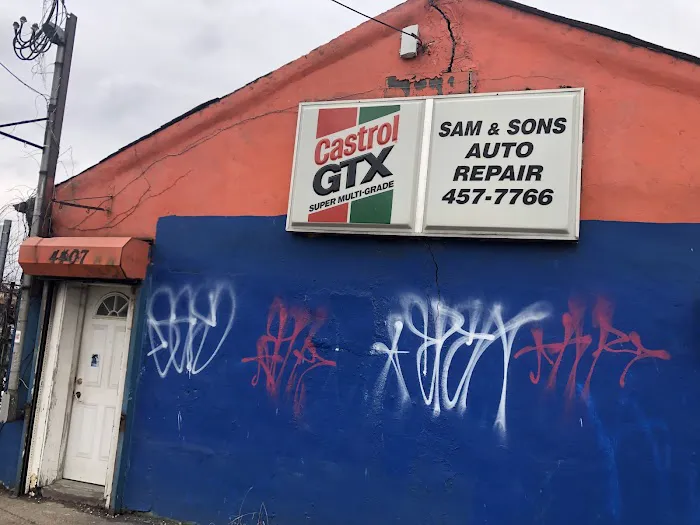 Castrol
GTX
SUPER MULTI-GRADE
SAM & SONS
AUTO
REPAIR
457-7766
4407